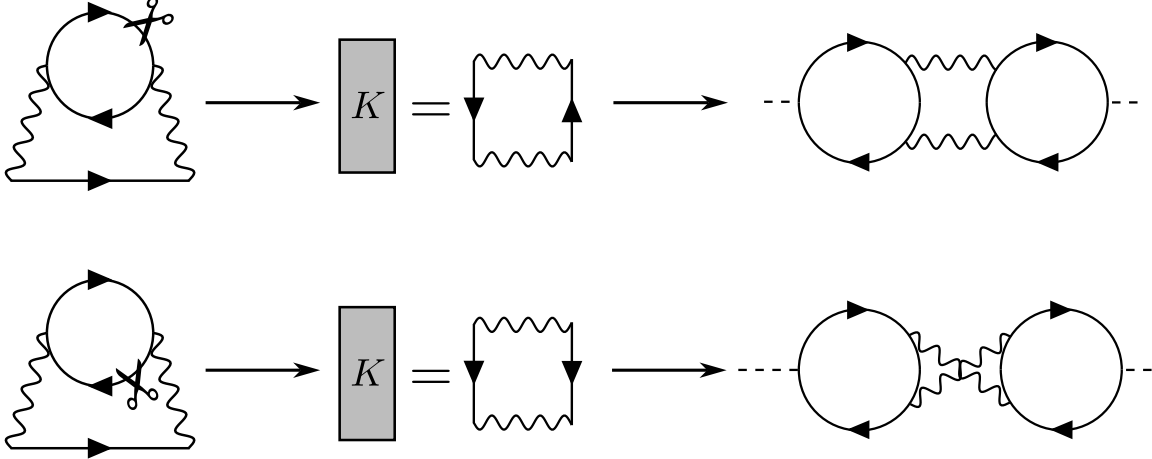 K =
K =